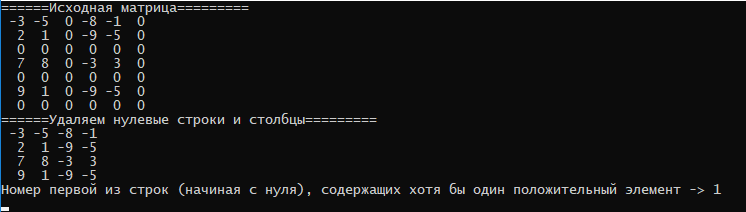 ======Исходная матрица=========
-3 -5 0 -8 -1 0
2 1 0 -9 -5 0
0 0 0 0 0 0
7 8 0 -3 3 0
0 0 0 0 0 0
9 1 0 -9 -5 0
0 0 0 0 0 0
======Удаляем нулевые строки и столбцы=========
-3 -5 -8 -1
2 1 -9 -5
7 8 -3 3
9 1 -9 -5
Номер первой из строк (начиная с нуля), содержащих хотя бы один положительный элемент -> 1